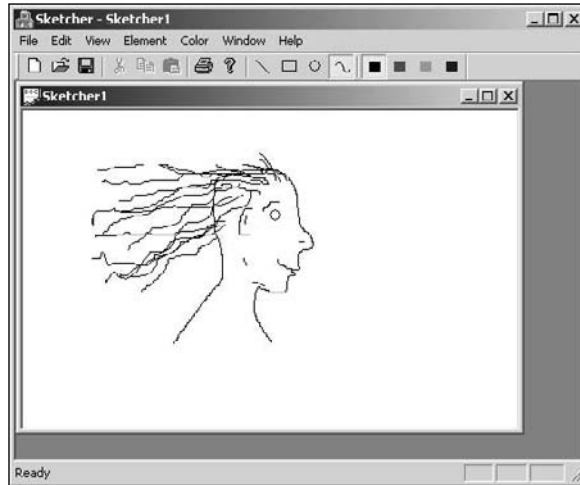 Sketcher - Sketcher1
File Edit View Element Color Window Help
Sketcher1
Ready